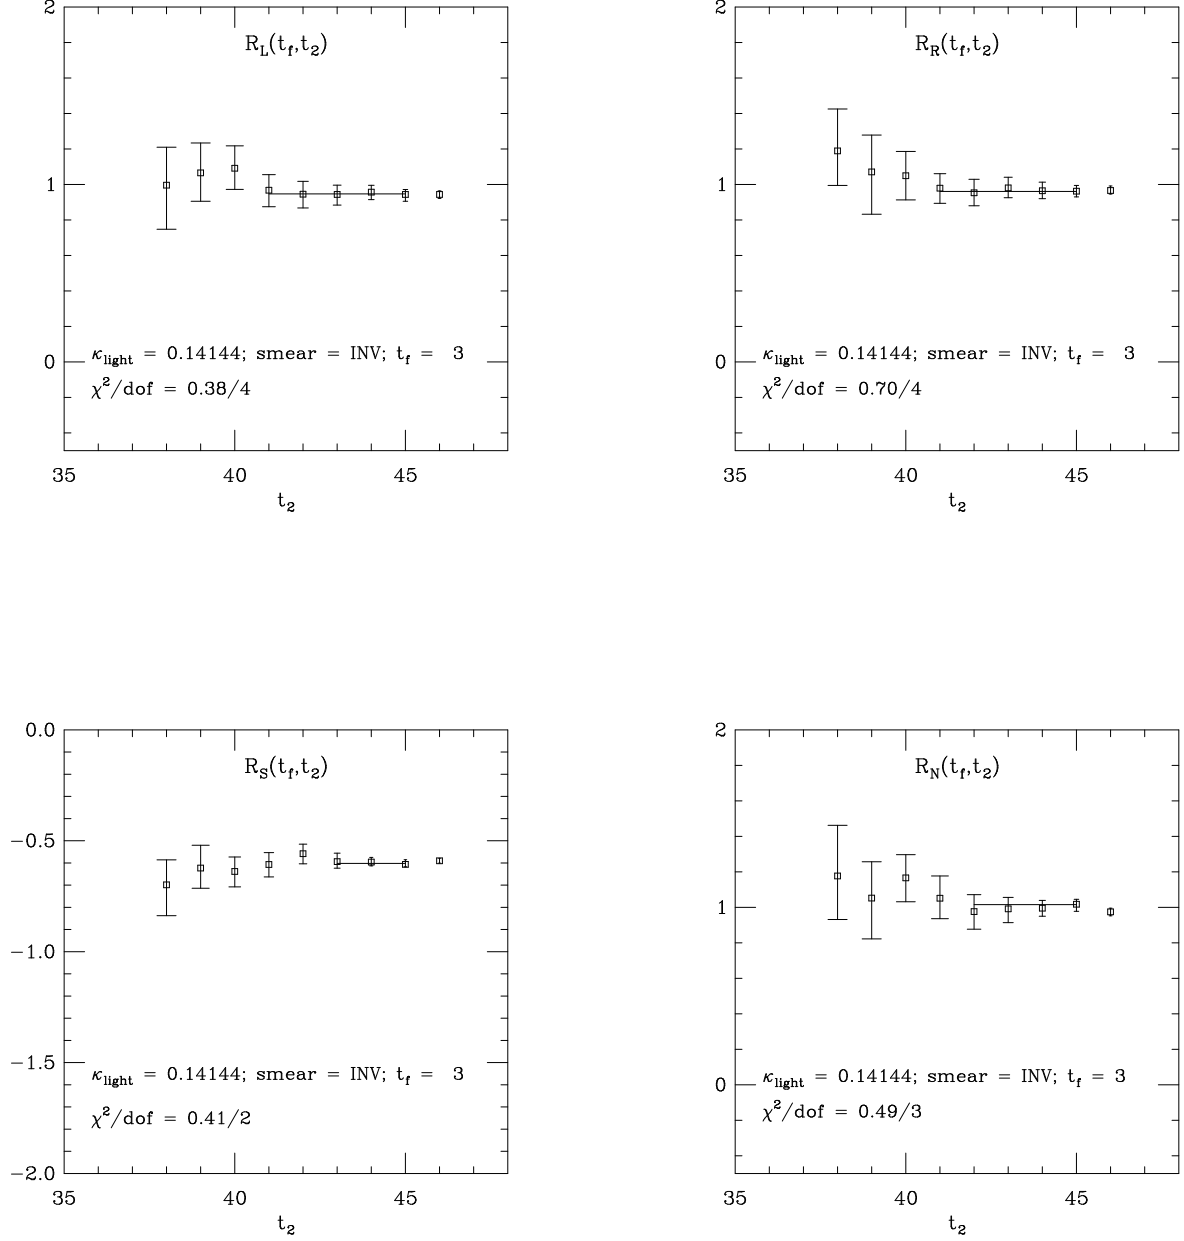 2
R_L(t_f,t_2)
1
0
κ_light = 0.14144; smear = INV; t_f = 3
χ²/dof = 0.38/4
35 40 45
t_2
2
R_R(t_f,t_2)
1
0
κ_light = 0.14144; smear = INV; t_f = 3
χ²/dof = 0.70/4
35 40 45
t_2
0.0
R_S(t_f,t_2)
−0.5
−1.0
−1.5
κ_light = 0.14144; smear = INV; t_f = 3
χ²/dof = 0.41/2
−2.0
35 40 45
t_2
2
R_N(t_f,t_2)
1
0
κ_light = 0.14144; smear = INV; t_f = 3
χ²/dof = 0.49/3
35 40 45
t_2